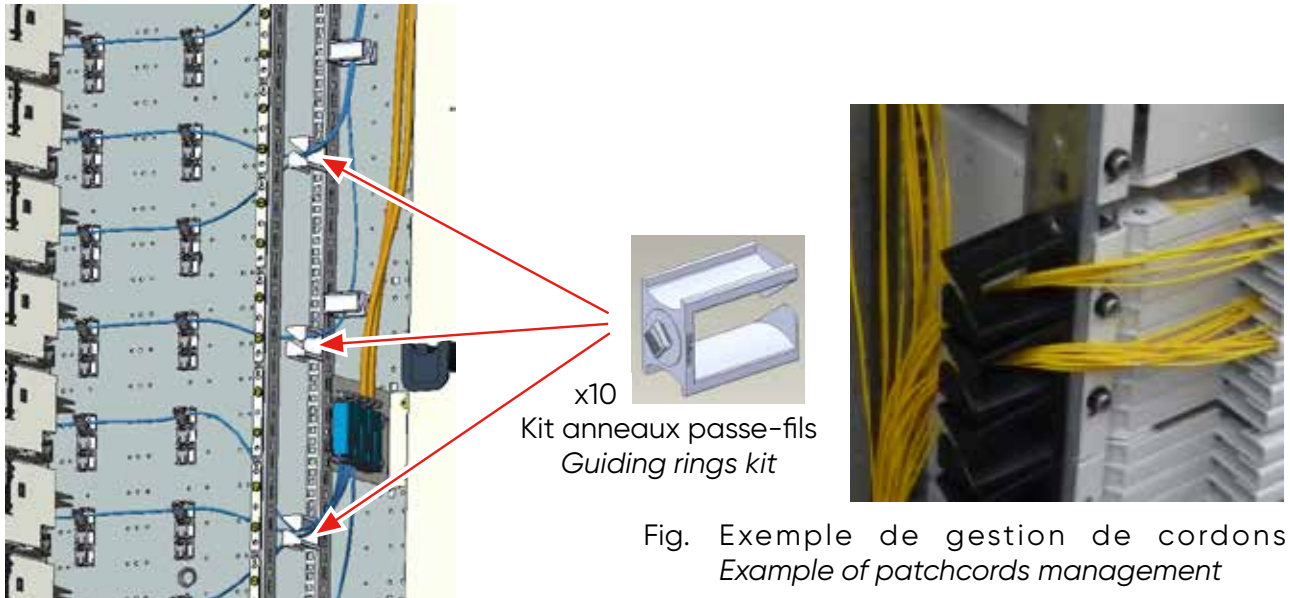 x10
Kit anneaux passe-fils
Guiding rings kit
Fig. Exemple de gestion de cordons
Example of patchcords management